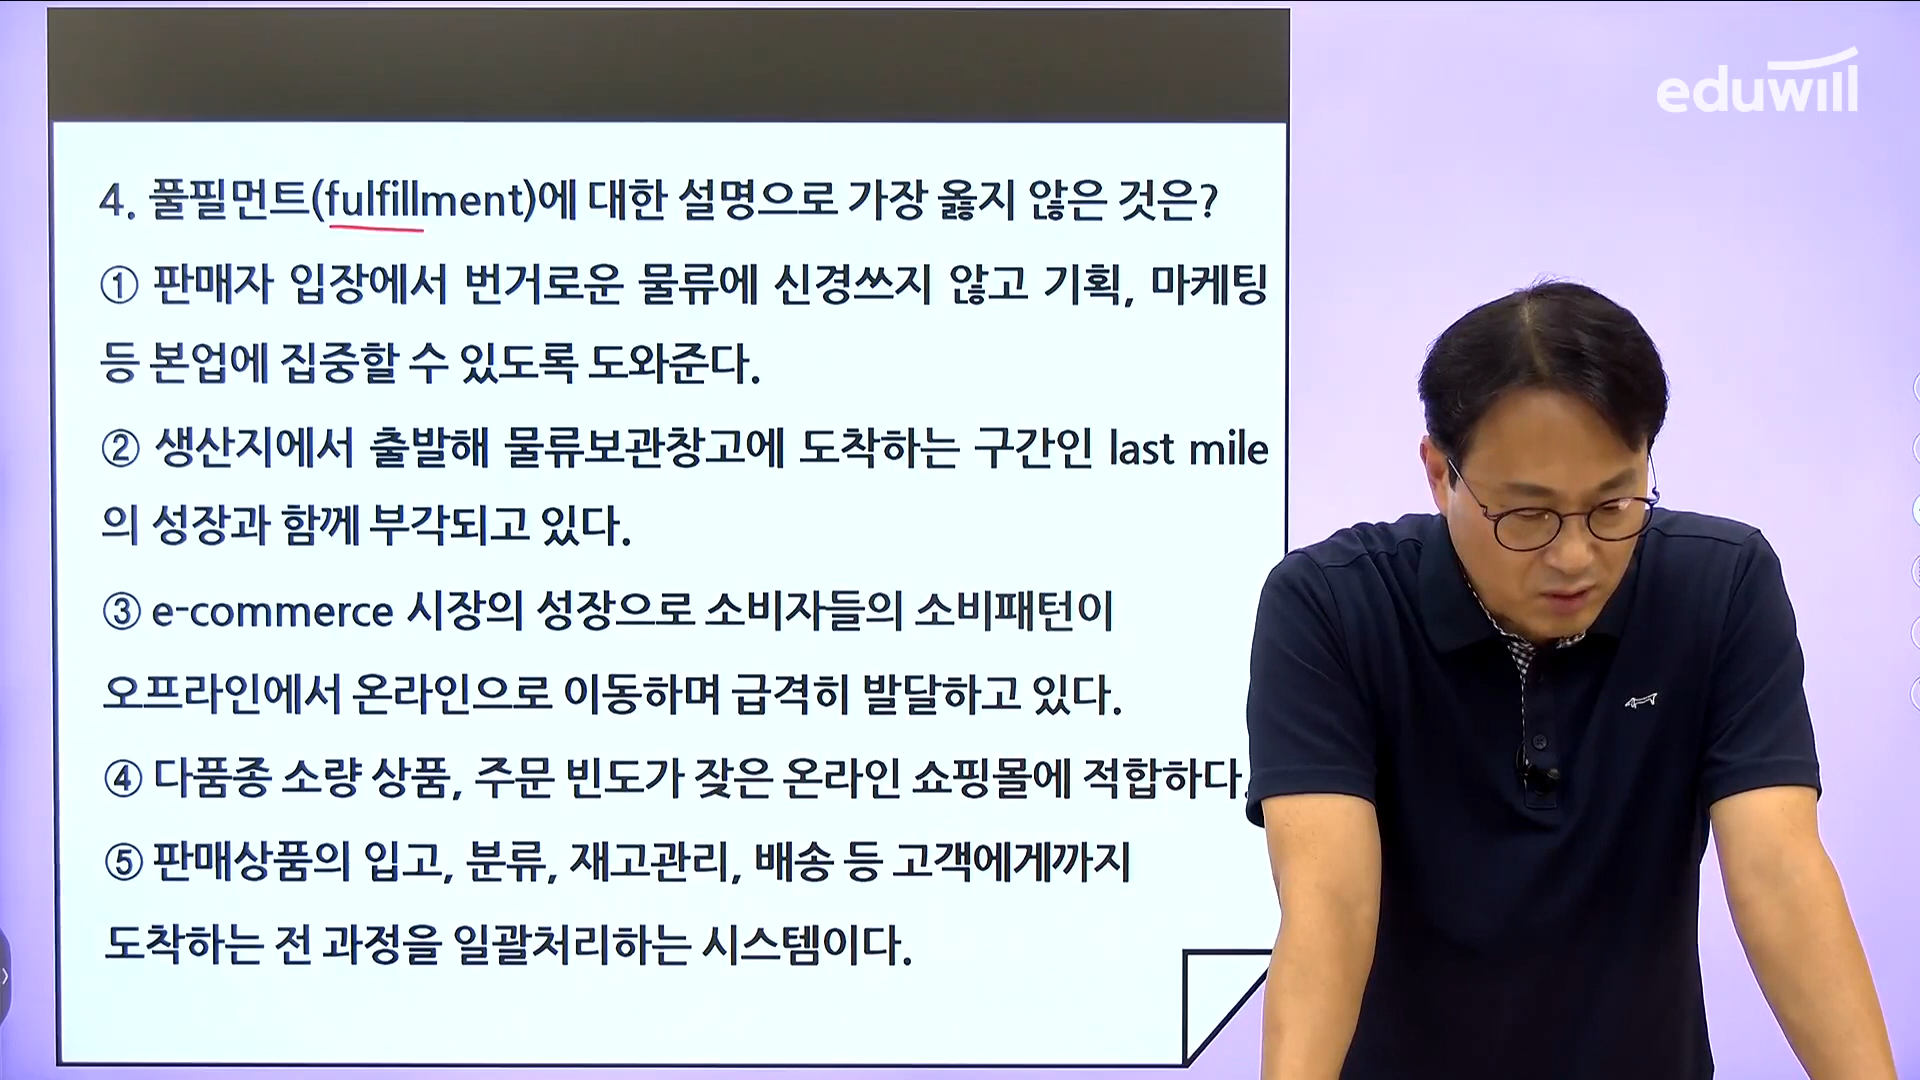 eduwill
4. 풀필먼트(fulfillment)에 대한 설명으로 가장 옳지 않은 것은?
① 판매자 입장에서 번거로운 물류에 신경쓰지 않고 기획, 마케팅
등 본업에 집중할 수 있도록 도와준다.
② 생산지에서 출발해 물류보관창고에 도착하는 구간인 last mile
의 성장과 함께 부각되고 있다.
③ e-commerce 시장의 성장으로 소비자들의 소비패턴이
오프라인에서 온라인으로 이동하며 급격히 발달하고 있다.
④ 다품종 소량 상품, 주문 빈도가 잦은 온라인 쇼핑몰에 적합하다.
⑤ 판매상품의 입고, 분류, 재고관리, 배송 등 고객에게까지
도착하는 전 과정을 일괄처리하는 시스템이다.